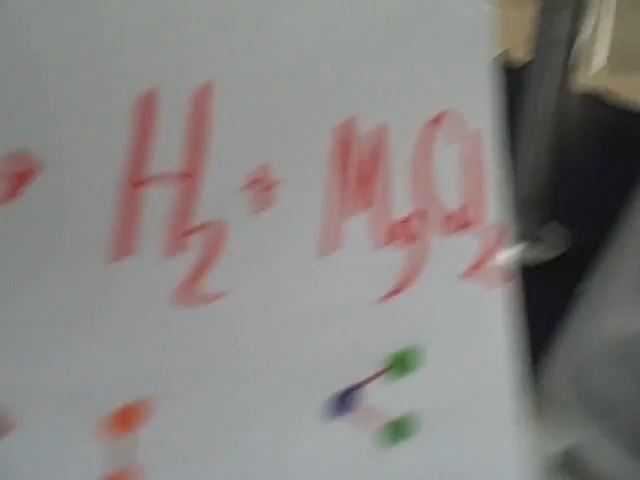 → H₂ + MgCl₂